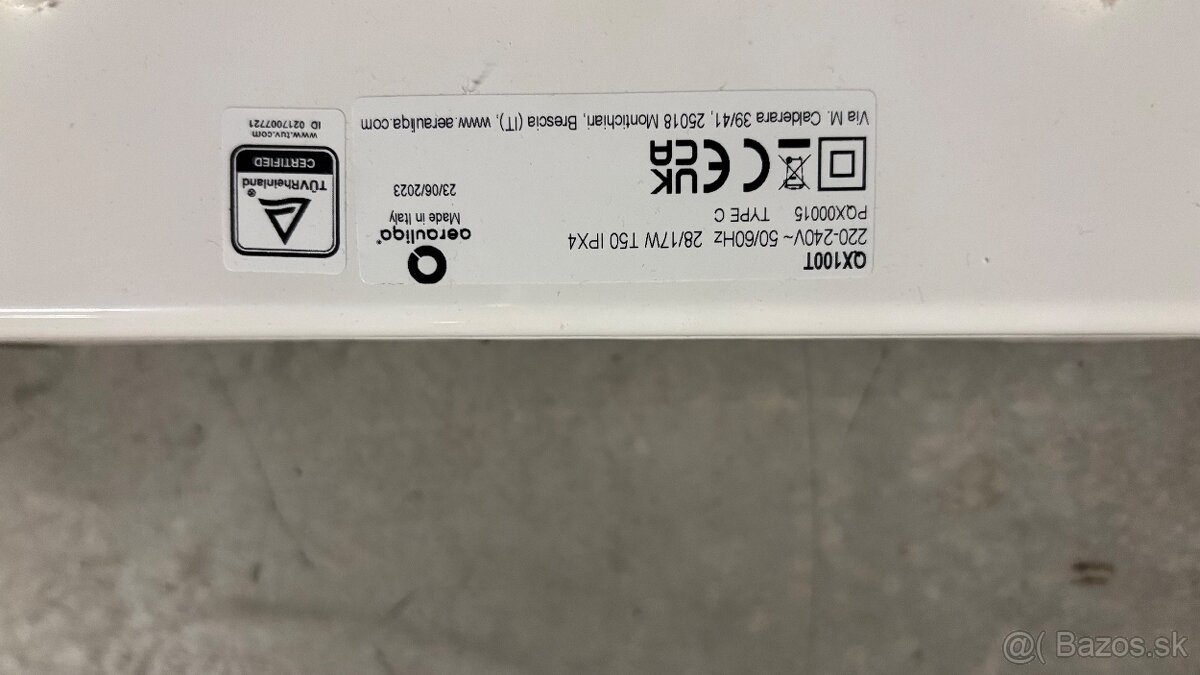 QX100T
220-240V~ 50/60Hz 28/17W T50 IPX4
PQX00015 TYPE C
CE UK CA
Via M. Calderara 39/41, 25018 Montichiari, Brescia (IT), www.aerauliqa.com
aerauliqa®
Made in Italy
23/06/2023
TÜVRheinland®
CERTIFIED
www.tuv.com
ID 0217007721
@( Bazos.sk